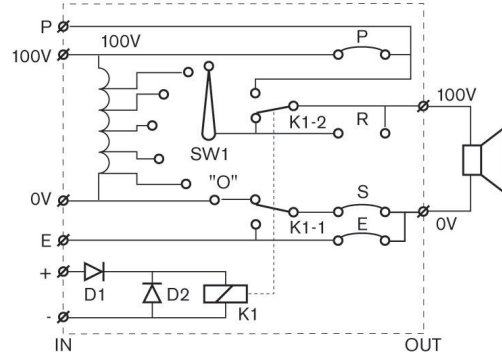 P
100V 100V P
100V
K1-2 R
SW1
"O" S
0V
K1-1 E 0V
E
+
D1 D2 K1
-
IN OUT